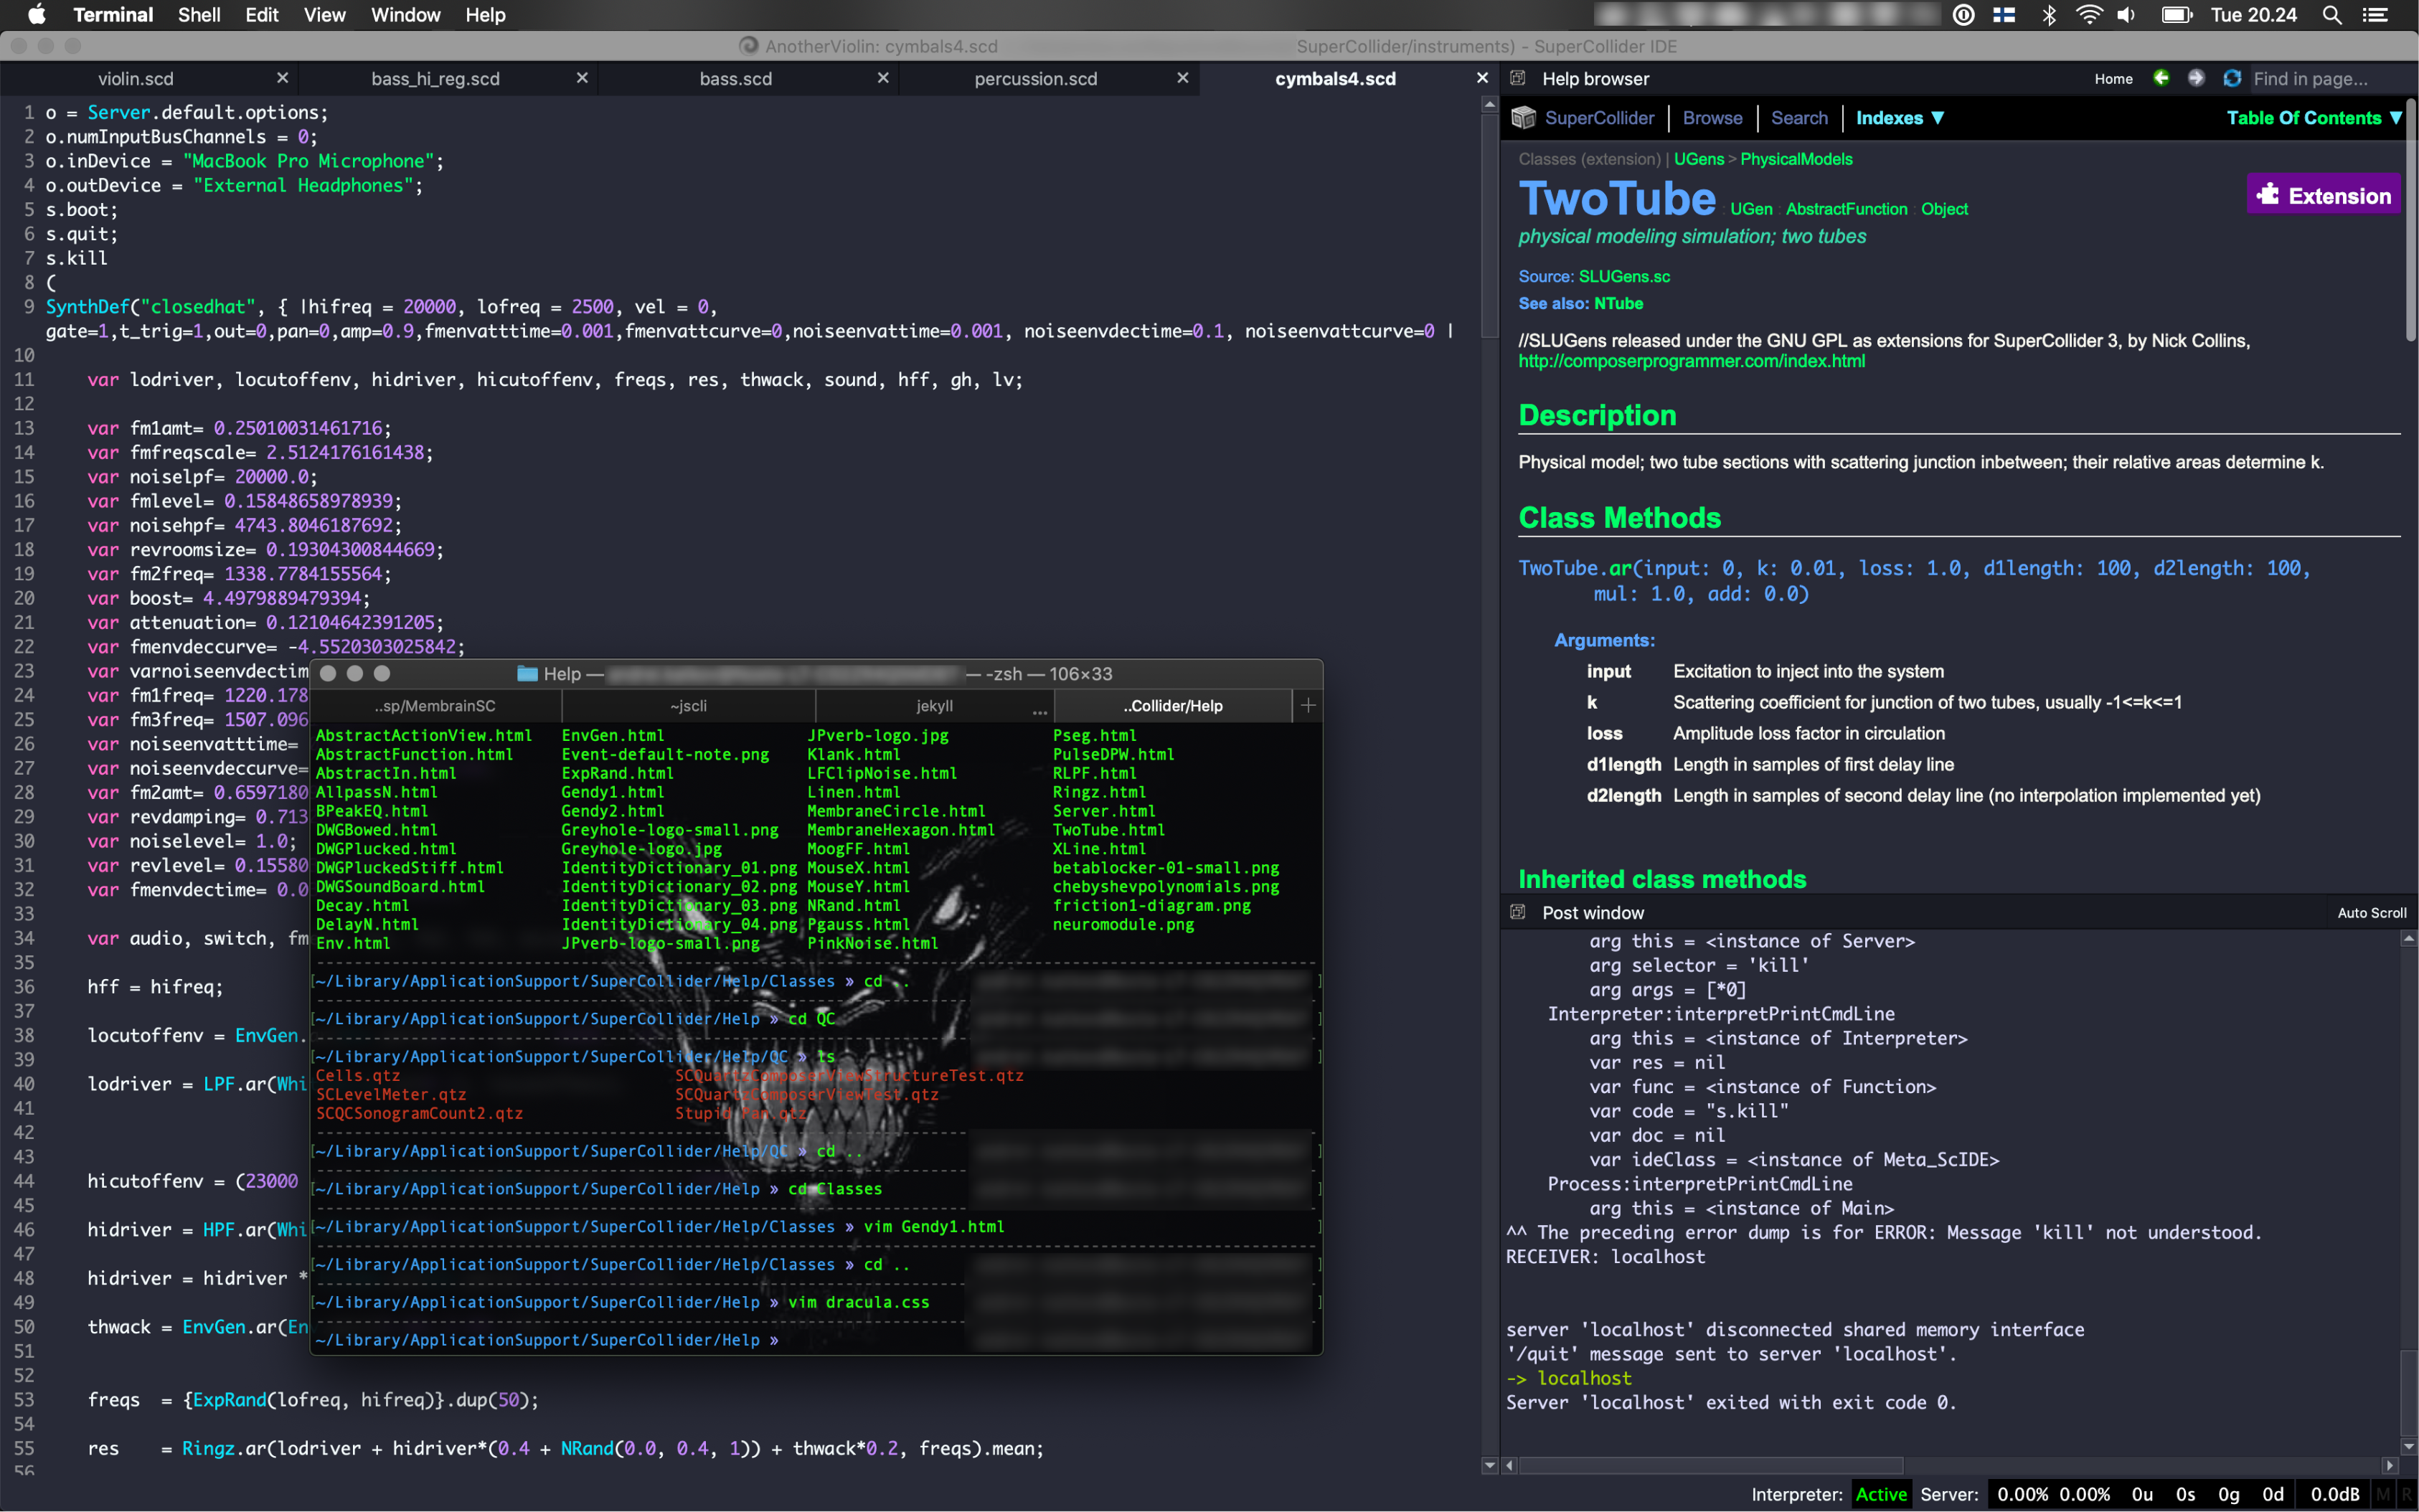 Terminal Shell Edit View Window Help
Tue 20.24
AnotherViolin: cymbals4.scd SuperCollider/instruments) - SuperCollider IDE
violin.scd bass_hi_reg.scd bass.scd percussion.scd cymbals4.scd
1 o = Server.default.options;
2 o.numInputBusChannels = 0;
3 o.inDevice = "MacBook Pro Microphone";
4 o.outDevice = "External Headphones";
5 s.boot;
6 s.quit;
7 s.kill
8 (
9 SynthDef("closedhat", { |hifreq = 20000, lofreq = 2500, vel = 0,
gate=1,t_trig=1,out=0,pan=0,amp=0.9,fmenvatttime=0.001,fmenvattcurve=0,noiseenvattime=0.001, noiseenvdectime=0.1, noiseenvattcurve=0 |
10
11 var lodriver, locutoffenv, hidriver, hicutoffenv, freqs, res, thwack, sound, hff, gh, lv;
12
13 var fm1amt= 0.25010031461716;
14 var fmfreqscale= 2.5124176161438;
15 var noiselpf= 20000.0;
16 var fmlevel= 0.15848658978939;
17 var noisehpf= 4743.8046187692;
18 var revroomsize= 0.19304300844669;
19 var fm2freq= 1338.7784155564;
20 var boost= 4.4979889479394;
21 var attenuation= 0.12104642391205;
22 var fmenvdeccurve= -4.5520303025842;
23 var varnoiseenvdectim
24 var fm1freq= 1220.178
25 var fm3freq= 1507.096
26 var noiseenvatttime=
27 var noiseenvdeccurve=
28 var fm2amt= 0.6597180
29 var revdamping= 0.713
30 var noiselevel= 1.0;
31 var revlevel= 0.15580
32 var fmenvdectime= 0.0
33
34 var audio, switch, fm
35
36 hff = hifreq;
37
38 locutoffenv = EnvGen.
39
40 lodriver = LPF.ar(Whi
41
42
43
44 hicutoffenv = (23000
45
46 hidriver = HPF.ar(Whi
47
48 hidriver = hidriver *
49
50 thwack = EnvGen.ar(En
51
52
53 freqs = {ExpRand(lofreq, hifreq)}.dup(50);
54
55 res = Ringz.ar(lodriver + hidriver*(0.4 + NRand(0.0, 0.4, 1)) + thwack*0.2, freqs).mean;
56
Help — — -zsh — 106×33
..sp/MembrainSC ~jscli jekyll ... ..Collider/Help +
AbstractActionView.html EnvGen.html JPverb-logo.jpg Pseg.html
AbstractFunction.html Event-default-note.png Klank.html PulseDPW.html
AbstractIn.html ExpRand.html LFClipNoise.html RLPF.html
AllpassN.html Gendy1.html Linen.html Ringz.html
BPeakEQ.html Gendy2.html MembraneCircle.html Server.html
DWGBowed.html Greyhole-logo-small.png MembraneHexagon.html TwoTube.html
DWGPlucked.html Greyhole-logo.jpg MoogFF.html XLine.html
DWGPluckedStiff.html IdentityDictionary_01.png MouseX.html betablocker-01-small.png
DWGSoundBoard.html IdentityDictionary_02.png MouseY.html chebyshevpolynomials.png
Decay.html IdentityDictionary_03.png NRand.html friction1-diagram.png
DelayN.html IdentityDictionary_04.png Pgauss.html neuromodule.png
Env.html JPverb-logo-small.png PinkNoise.html
~/Library/ApplicationSupport/SuperCollider/Help/Classes » cd ..
~/Library/ApplicationSupport/SuperCollider/Help » cd QC
~/Library/ApplicationSupport/SuperCollider/Help/QC » ls
Cells.qtz SCQuartzComposerViewStructureTest.qtz
SCLevelMeter.qtz SCQuartzComposerViewTest.qtz
SCQCSonogramCount2.qtz Stupid Pan.qtz
~/Library/ApplicationSupport/SuperCollider/Help/QC » cd ..
~/Library/ApplicationSupport/SuperCollider/Help » cd Classes
~/Library/ApplicationSupport/SuperCollider/Help/Classes » vim Gendy1.html
~/Library/ApplicationSupport/SuperCollider/Help/Classes » cd ..
~/Library/ApplicationSupport/SuperCollider/Help » vim dracula.css
~/Library/ApplicationSupport/SuperCollider/Help »
Help browser Home Find in page...
SuperCollider | Browse | Search | Indexes ▼ Table Of Contents ▼
Classes (extension) | UGens > PhysicalModels
TwoTube : UGen : AbstractFunction : Object
Extension
physical modeling simulation; two tubes
Source: SLUGens.sc
See also: NTube
//SLUGens released under the GNU GPL as extensions for SuperCollider 3, by Nick Collins,
http://composerprogrammer.com/index.html
Description
Physical model; two tube sections with scattering junction inbetween; their relative areas determine k.
Class Methods
TwoTube.ar(input: 0, k: 0.01, loss: 1.0, d1length: 100, d2length: 100,
mul: 1.0, add: 0.0)
Arguments:
input Excitation to inject into the system
k Scattering coefficient for junction of two tubes, usually -1<=k<=1
loss Amplitude loss factor in circulation
d1length Length in samples of first delay line
d2length Length in samples of second delay line (no interpolation implemented yet)
Inherited class methods
Post window Auto Scroll
arg this = <instance of Server>
arg selector = 'kill'
arg args = [*0]
Interpreter:interpretPrintCmdLine
arg this = <instance of Interpreter>
var res = nil
var func = <instance of Function>
var code = "s.kill"
var doc = nil
var ideClass = <instance of Meta_ScIDE>
Process:interpretPrintCmdLine
arg this = <instance of Main>
^^ The preceding error dump is for ERROR: Message 'kill' not understood.
RECEIVER: localhost
server 'localhost' disconnected shared memory interface
'/quit' message sent to server 'localhost'.
-> localhost
Server 'localhost' exited with exit code 0.
Interpreter: Active Server: 0.00% 0.00% 0u 0s 0g 0d 0.0dB M R